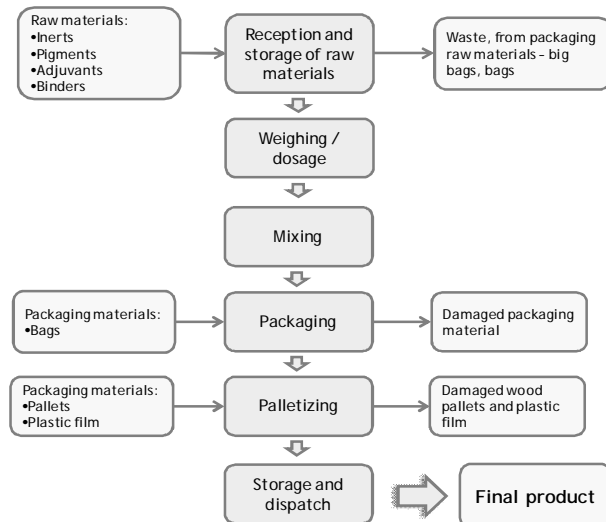 Raw materials:
•Inerts
•Pigments
•Adjuvants
•Binders
Reception and
storage of raw
materials
Waste, from packaging
raw materials – big
bags, bags
Weighing /
dosage
Mixing
Packaging materials:
•Bags
Packaging
Damaged packaging
material
Packaging materials:
•Pallets
•Plastic film
Palletizing
Damaged wood
pallets and plastic
film
Storage and
dispatch
Final product